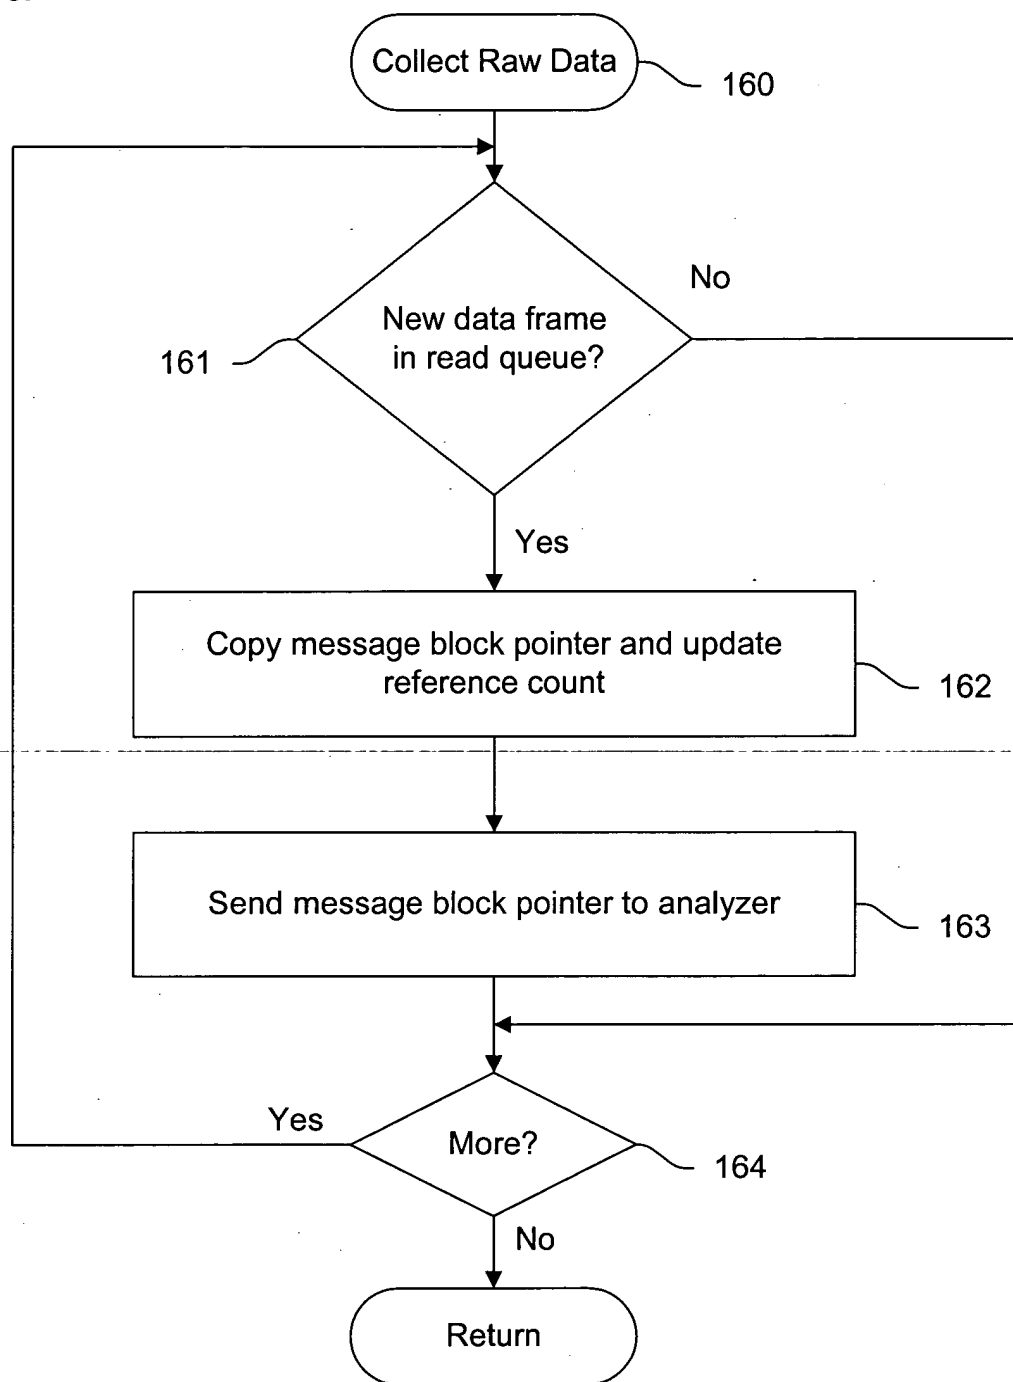 Collect Raw Data
160
No
New data frame
in read queue?
161
Yes
Copy message block pointer and update
reference count
162
Send message block pointer to analyzer
163
Yes
More?
164
No
Return